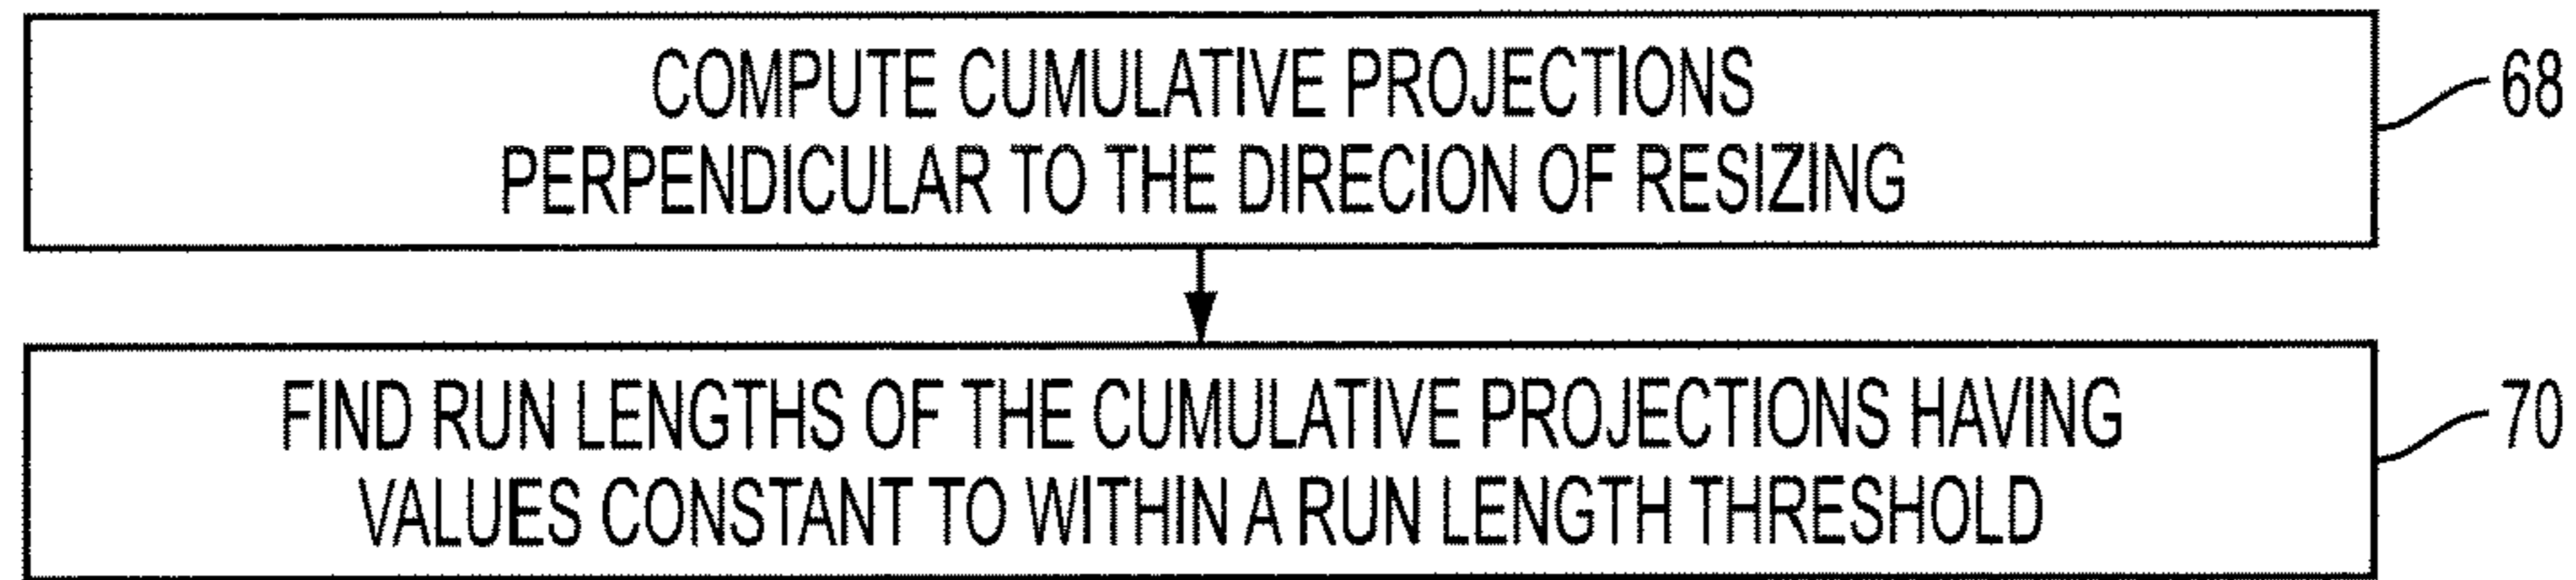 COMPUTE CUMULATIVE PROJECTIONS
PERPENDICULAR TO THE DIRECION OF RESIZING
68
FIND RUN LENGTHS OF THE CUMULATIVE PROJECTIONS HAVING
VALUES CONSTANT TO WITHIN A RUN LENGTH THRESHOLD
70